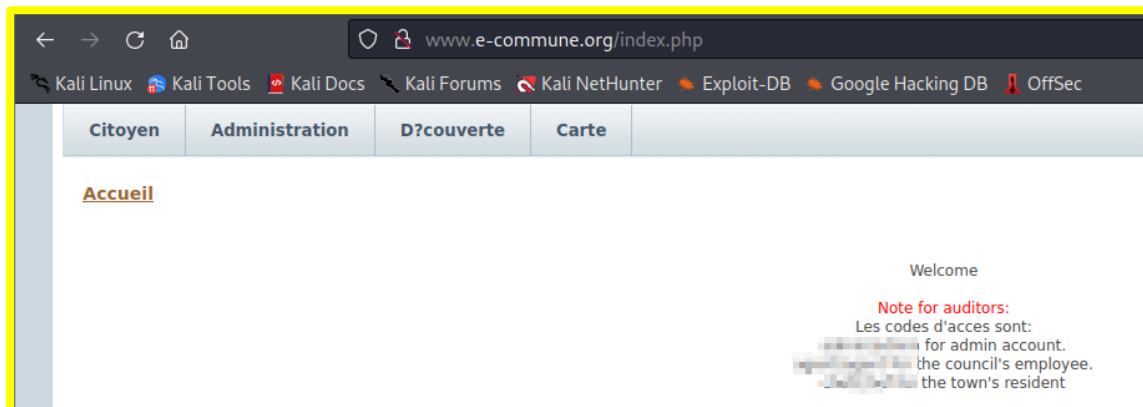 www.e-commune.org/index.php
Kali Linux Kali Tools Kali Docs Kali Forums Kali NetHunter Exploit-DB Google Hacking DB OffSec
Citoyen Administration D?couverte Carte
Accueil
Welcome
Note for auditors:
Les codes d'acces sont:
for admin account.
the council's employee.
the town's resident